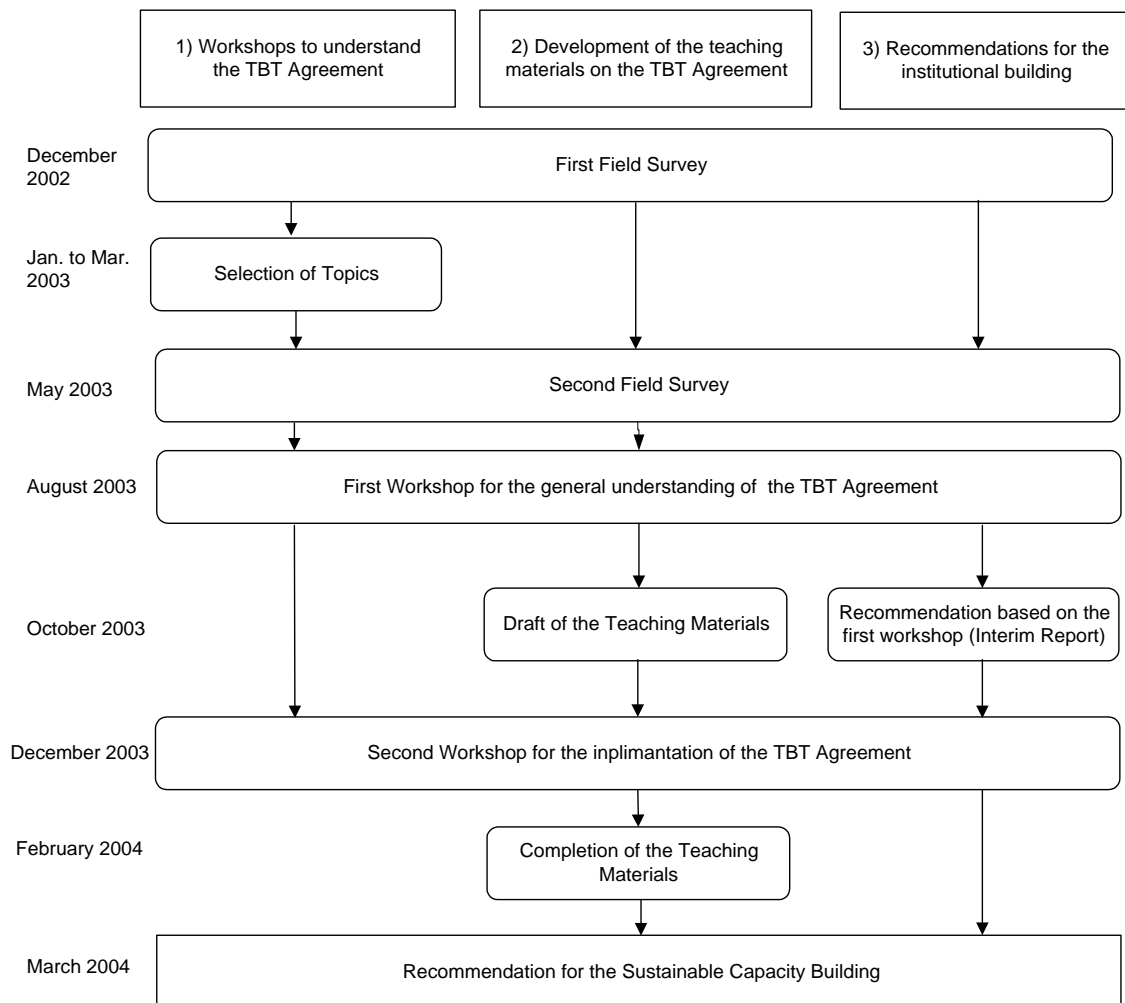 1) Workshops to understand
the TBT Agreement
2) Development of the teaching
materials on the TBT Agreement
3) Recommendations for the
institutional building
December
2002
First Field Survey
Jan. to Mar.
2003
Selection of Topics
May 2003
Second Field Survey
August 2003
First Workshop for the general understanding of the TBT Agreement
October 2003
Draft of the Teaching Materials
Recommendation based on the
first workshop (Interim Report)
December 2003
Second Workshop for the inplimantation of the TBT Agreement
February 2004
Completion of the Teaching
Materials
March 2004
Recommendation for the Sustainable Capacity Building